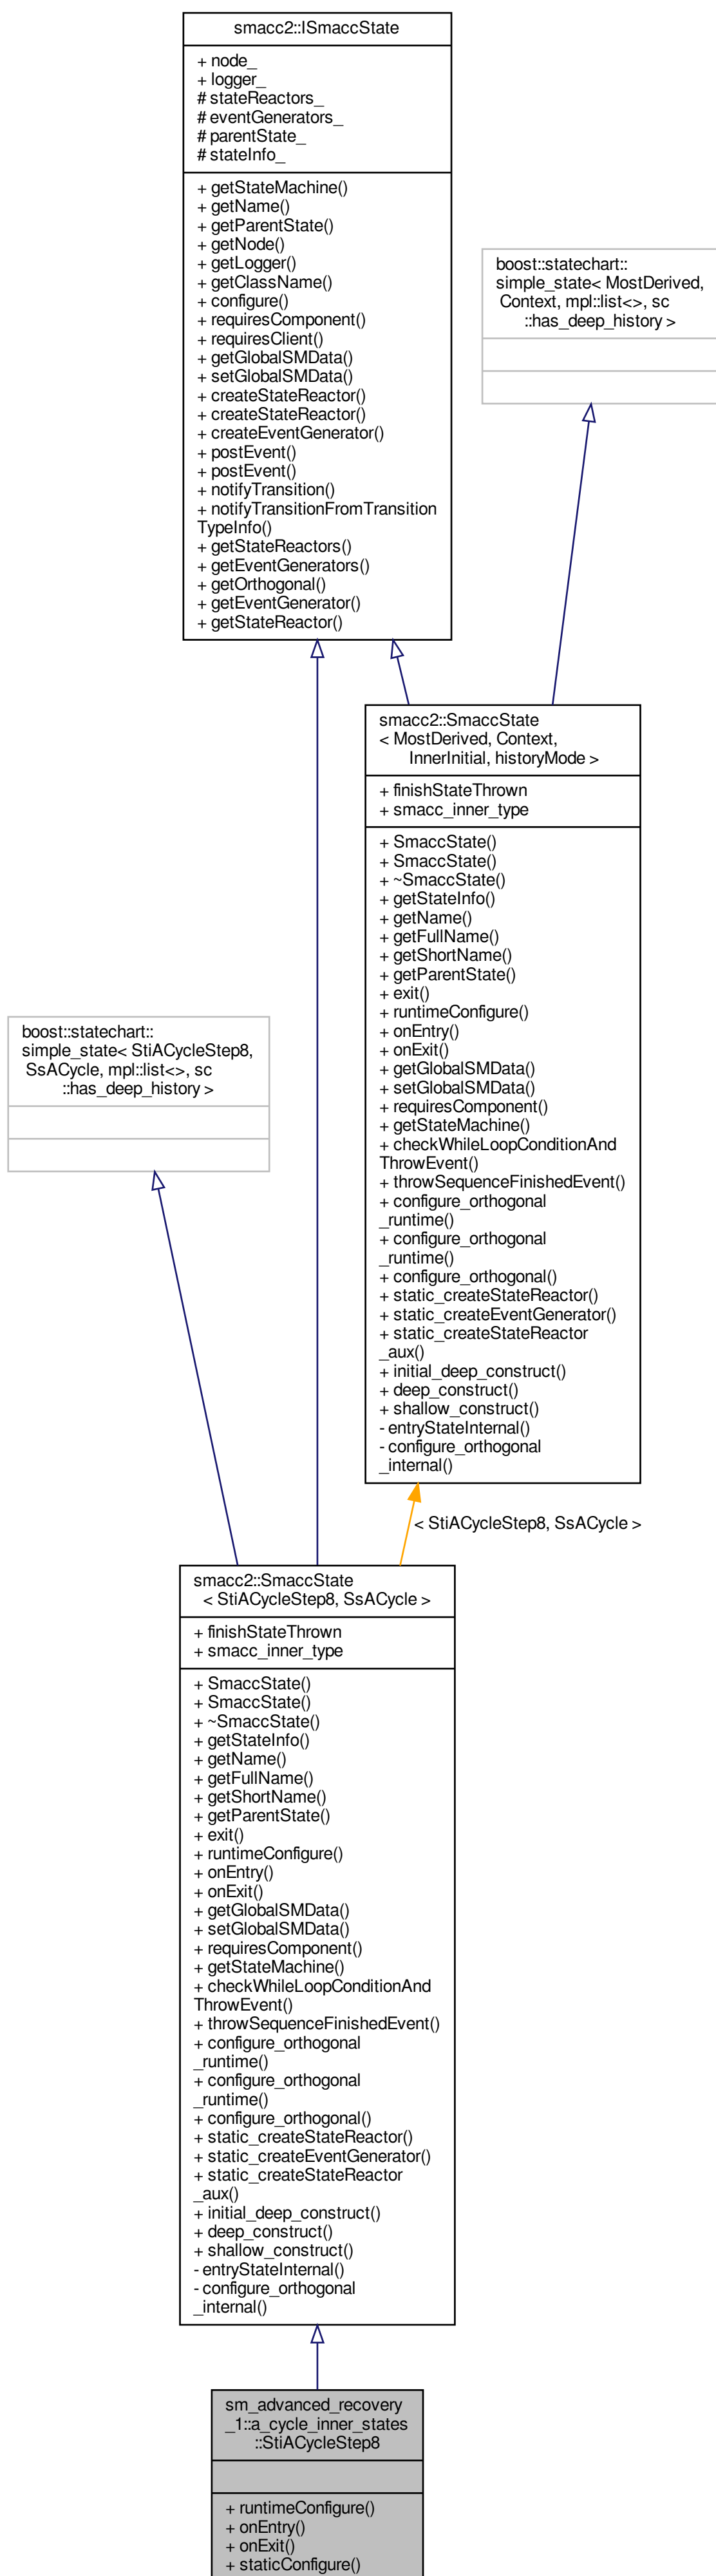 smacc2::ISmaccState
+ node_
+ logger_
# stateReactors_
# eventGenerators_
# parentState_
# stateInfo_
+ getStateMachine()
+ getName()
+ getParentState()
+ getNode()
+ getLogger()
+ getClassName()
+ configure()
+ requiresComponent()
+ requiresClient()
+ getGlobalSMData()
+ setGlobalSMData()
+ createStateReactor()
+ createStateReactor()
+ createEventGenerator()
+ postEvent()
+ postEvent()
+ notifyTransition()
+ notifyTransitionFromTransition
TypeInfo()
+ getStateReactors()
+ getEventGenerators()
+ getOrthogonal()
+ getEventGenerator()
+ getStateReactor()
boost::statechart::
simple_state< MostDerived,
Context, mpl::list<>, sc
::has_deep_history >
smacc2::SmaccState
< MostDerived, Context,
InnerInitial, historyMode >
+ finishStateThrown
+ smacc_inner_type
+ SmaccState()
+ SmaccState()
+ ~SmaccState()
+ getStateInfo()
+ getName()
+ getFullName()
+ getShortName()
+ getParentState()
+ exit()
+ runtimeConfigure()
+ onEntry()
+ onExit()
+ getGlobalSMData()
+ setGlobalSMData()
+ requiresComponent()
+ getStateMachine()
+ checkWhileLoopConditionAnd
ThrowEvent()
+ throwSequenceFinishedEvent()
+ configure_orthogonal
_runtime()
+ configure_orthogonal
_runtime()
+ configure_orthogonal()
+ static_createStateReactor()
+ static_createEventGenerator()
+ static_createStateReactor
_aux()
+ initial_deep_construct()
+ deep_construct()
+ shallow_construct()
- entryStateInternal()
- configure_orthogonal
_internal()
boost::statechart::
simple_state< StiACycleStep8,
SsACycle, mpl::list<>, sc
::has_deep_history >
< StiACycleStep8, SsACycle >
smacc2::SmaccState
< StiACycleStep8, SsACycle >
+ finishStateThrown
+ smacc_inner_type
+ SmaccState()
+ SmaccState()
+ ~SmaccState()
+ getStateInfo()
+ getName()
+ getFullName()
+ getShortName()
+ getParentState()
+ exit()
+ runtimeConfigure()
+ onEntry()
+ onExit()
+ getGlobalSMData()
+ setGlobalSMData()
+ requiresComponent()
+ getStateMachine()
+ checkWhileLoopConditionAnd
ThrowEvent()
+ throwSequenceFinishedEvent()
+ configure_orthogonal
_runtime()
+ configure_orthogonal
_runtime()
+ configure_orthogonal()
+ static_createStateReactor()
+ static_createEventGenerator()
+ static_createStateReactor
_aux()
+ initial_deep_construct()
+ deep_construct()
+ shallow_construct()
- entryStateInternal()
- configure_orthogonal
_internal()
sm_advanced_recovery
_1::a_cycle_inner_states
::StiACycleStep8
+ runtimeConfigure()
+ onEntry()
+ onExit()
+ staticConfigure()